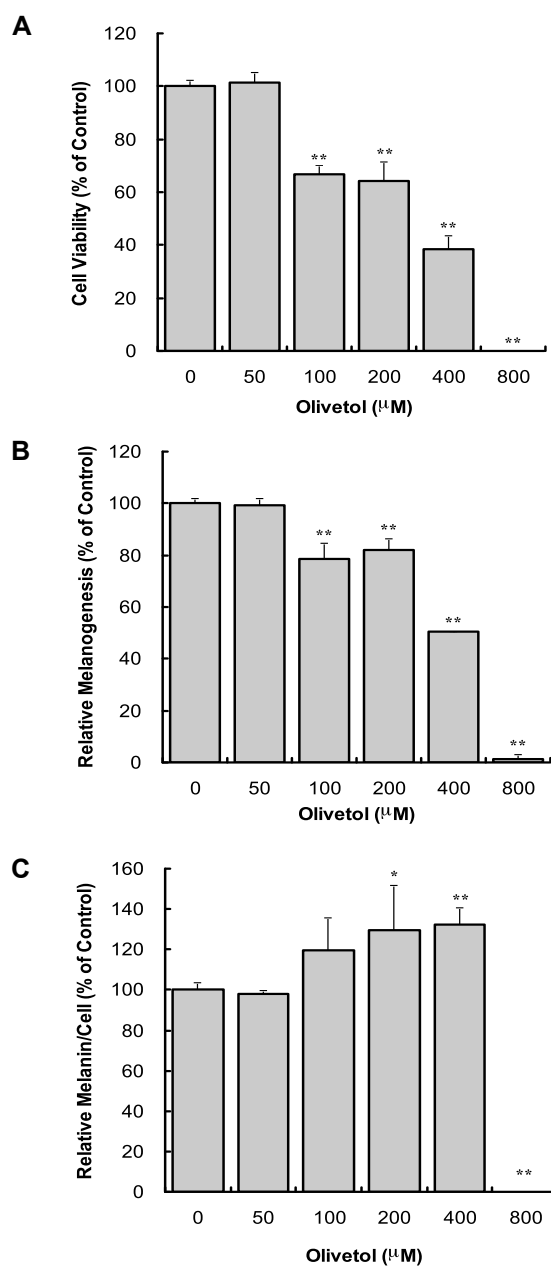 A
Cell Viability (% of Control)
120
100
80
60
40
20
0
**
**
**
**
0 50 100 200 400 800
Olivetol (μM)
B
Relative Melanogenesis (% of Control)
120
100
80
60
40
20
0
**
**
**
**
0 50 100 200 400 800
Olivetol (μM)
C
Relative Melanin/Cell (% of Control)
160
140
120
100
80
60
40
20
0
*
**
**
0 50 100 200 400 800
Olivetol (μM)